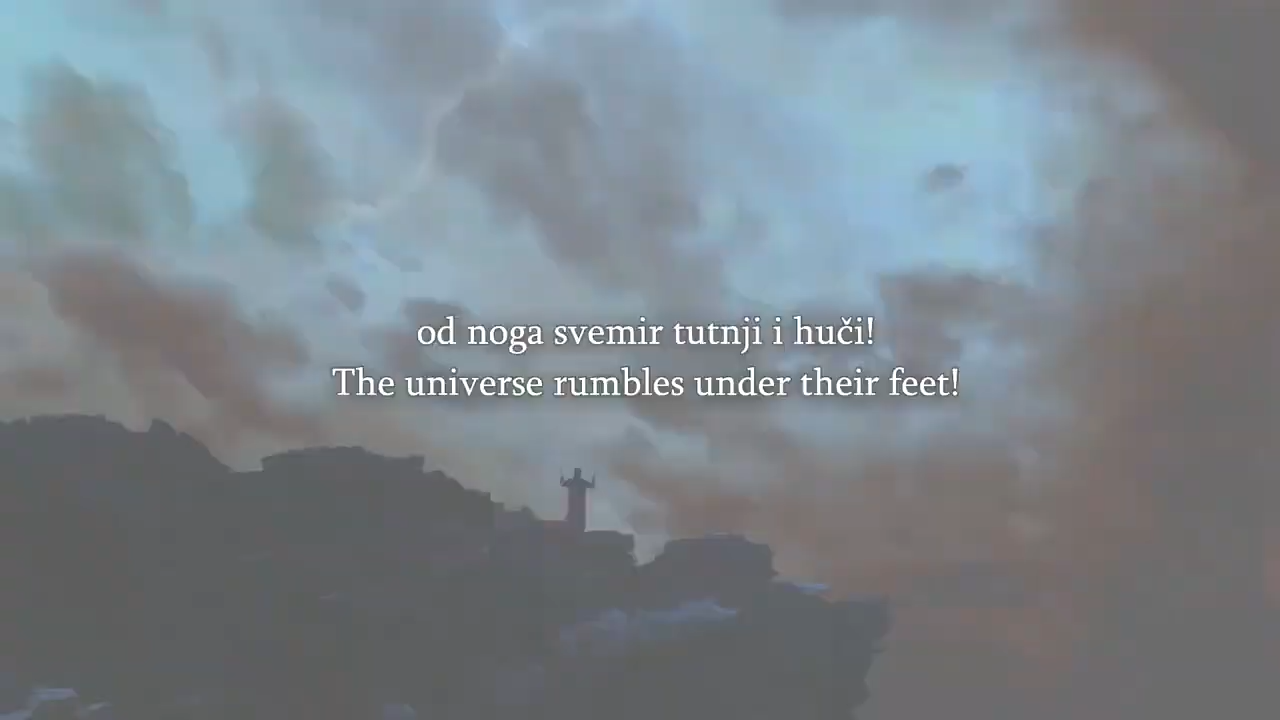 od noga svemir tutnji i huči!
The universe rumbles under their feet!